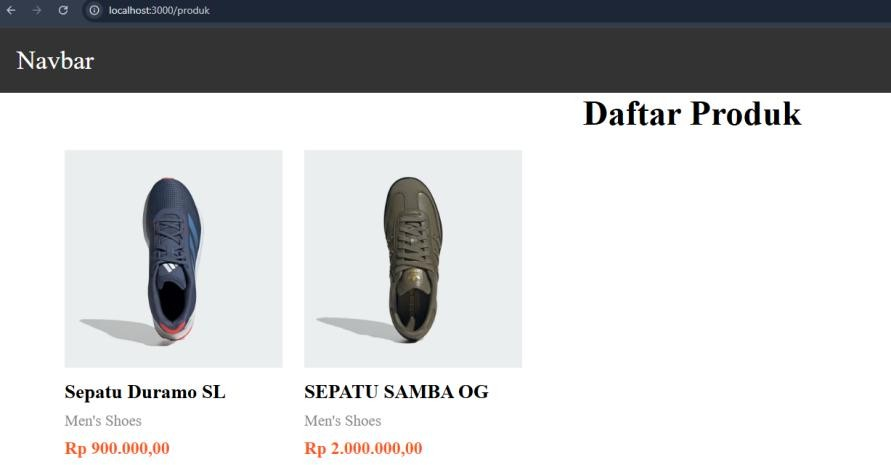 localhost:3000/produk
Navbar
Daftar Produk
Sepatu Duramo SL
SEPATU SAMBA OG
Men's Shoes
Men's Shoes
Rp 900.000,00
Rp 2.000.000,00